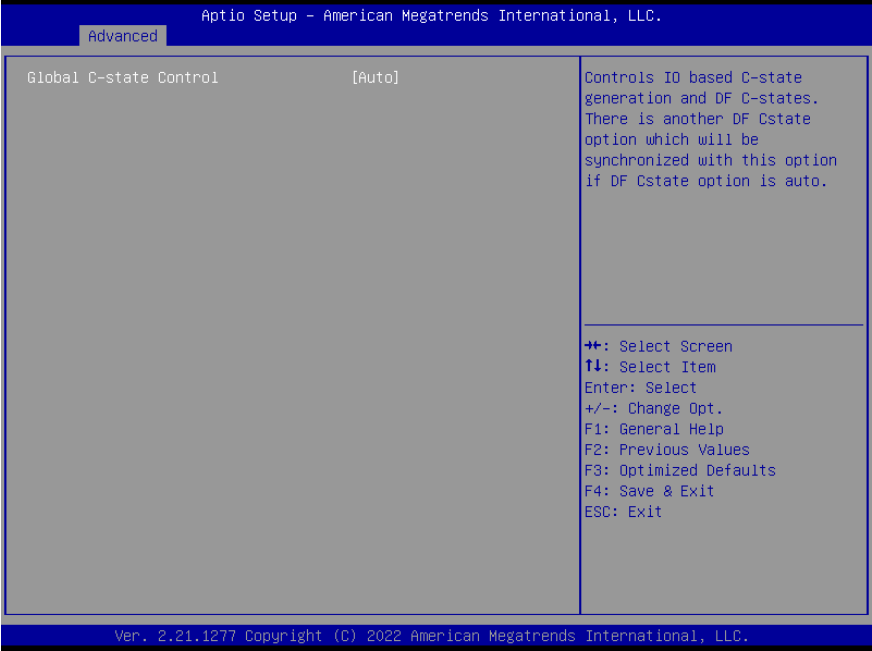 Aptio Setup – American Megatrends International, LLC.
Advanced
Global C-state Control [Auto]
Controls IO based C-state
generation and DF C-states.
There is another DF Cstate
option which will be
synchronized with this option
if DF Cstate option is auto.
→←: Select Screen
↑↓: Select Item
Enter: Select
+/-: Change Opt.
F1: General Help
F2: Previous Values
F3: Optimized Defaults
F4: Save & Exit
ESC: Exit
Ver. 2.21.1277 Copyright (C) 2022 American Megatrends International, LLC.